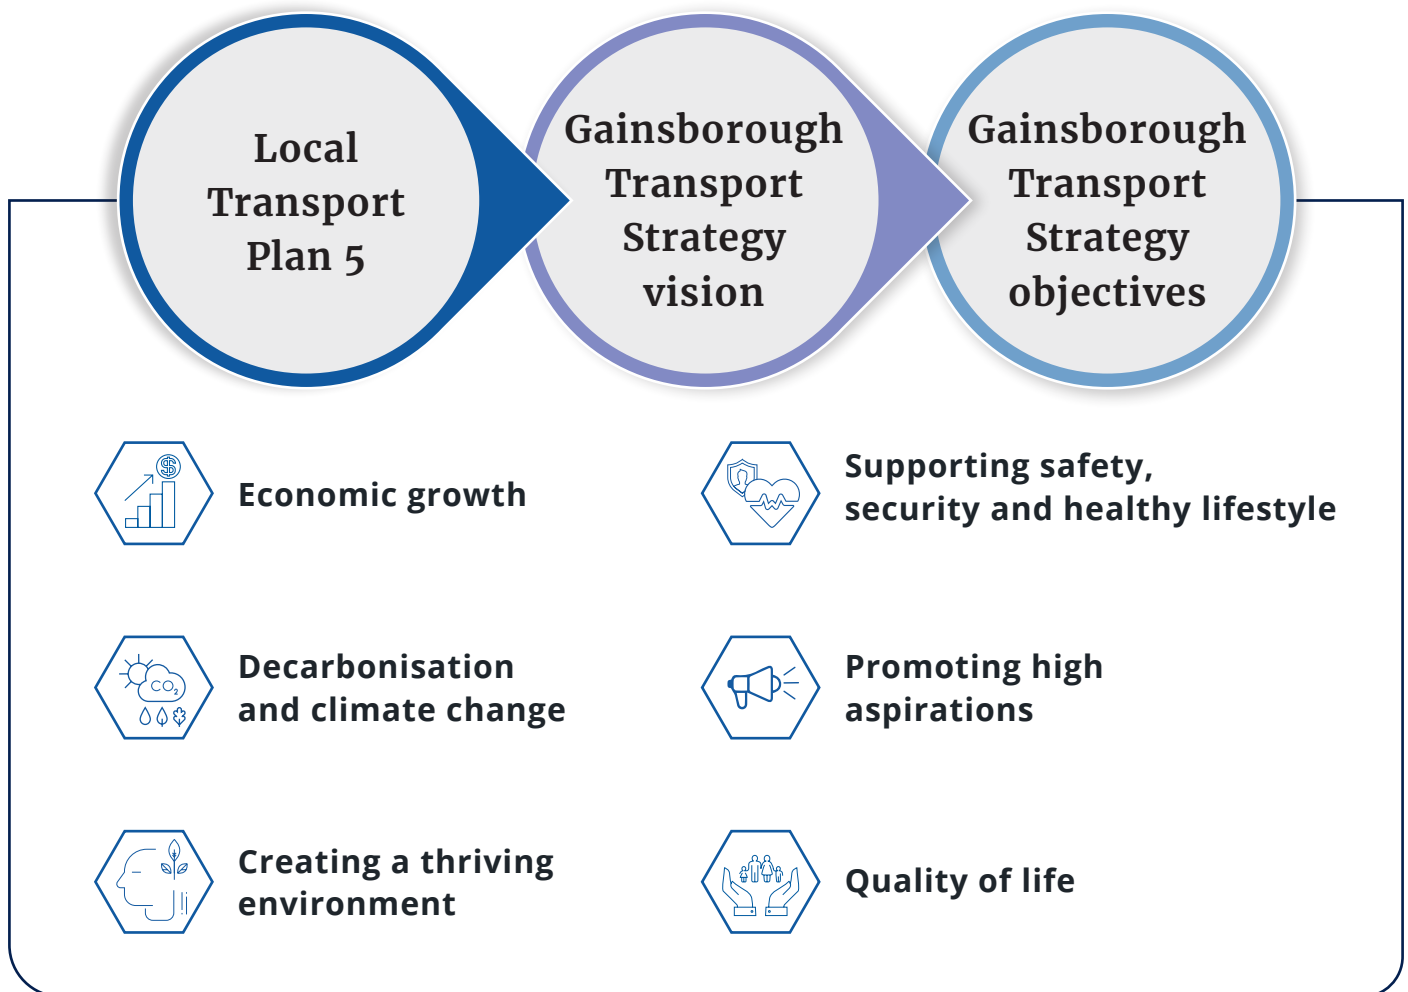 Local
Transport
Plan 5
Gainsborough
Transport
Strategy
vision
Gainsborough
Transport
Strategy
objectives
$
Economic growth
Supporting safety,
security and healthy lifestyle
CO₂
Decarbonisation
and climate change
Promoting high
aspirations
Creating a thriving
environment
Quality of life